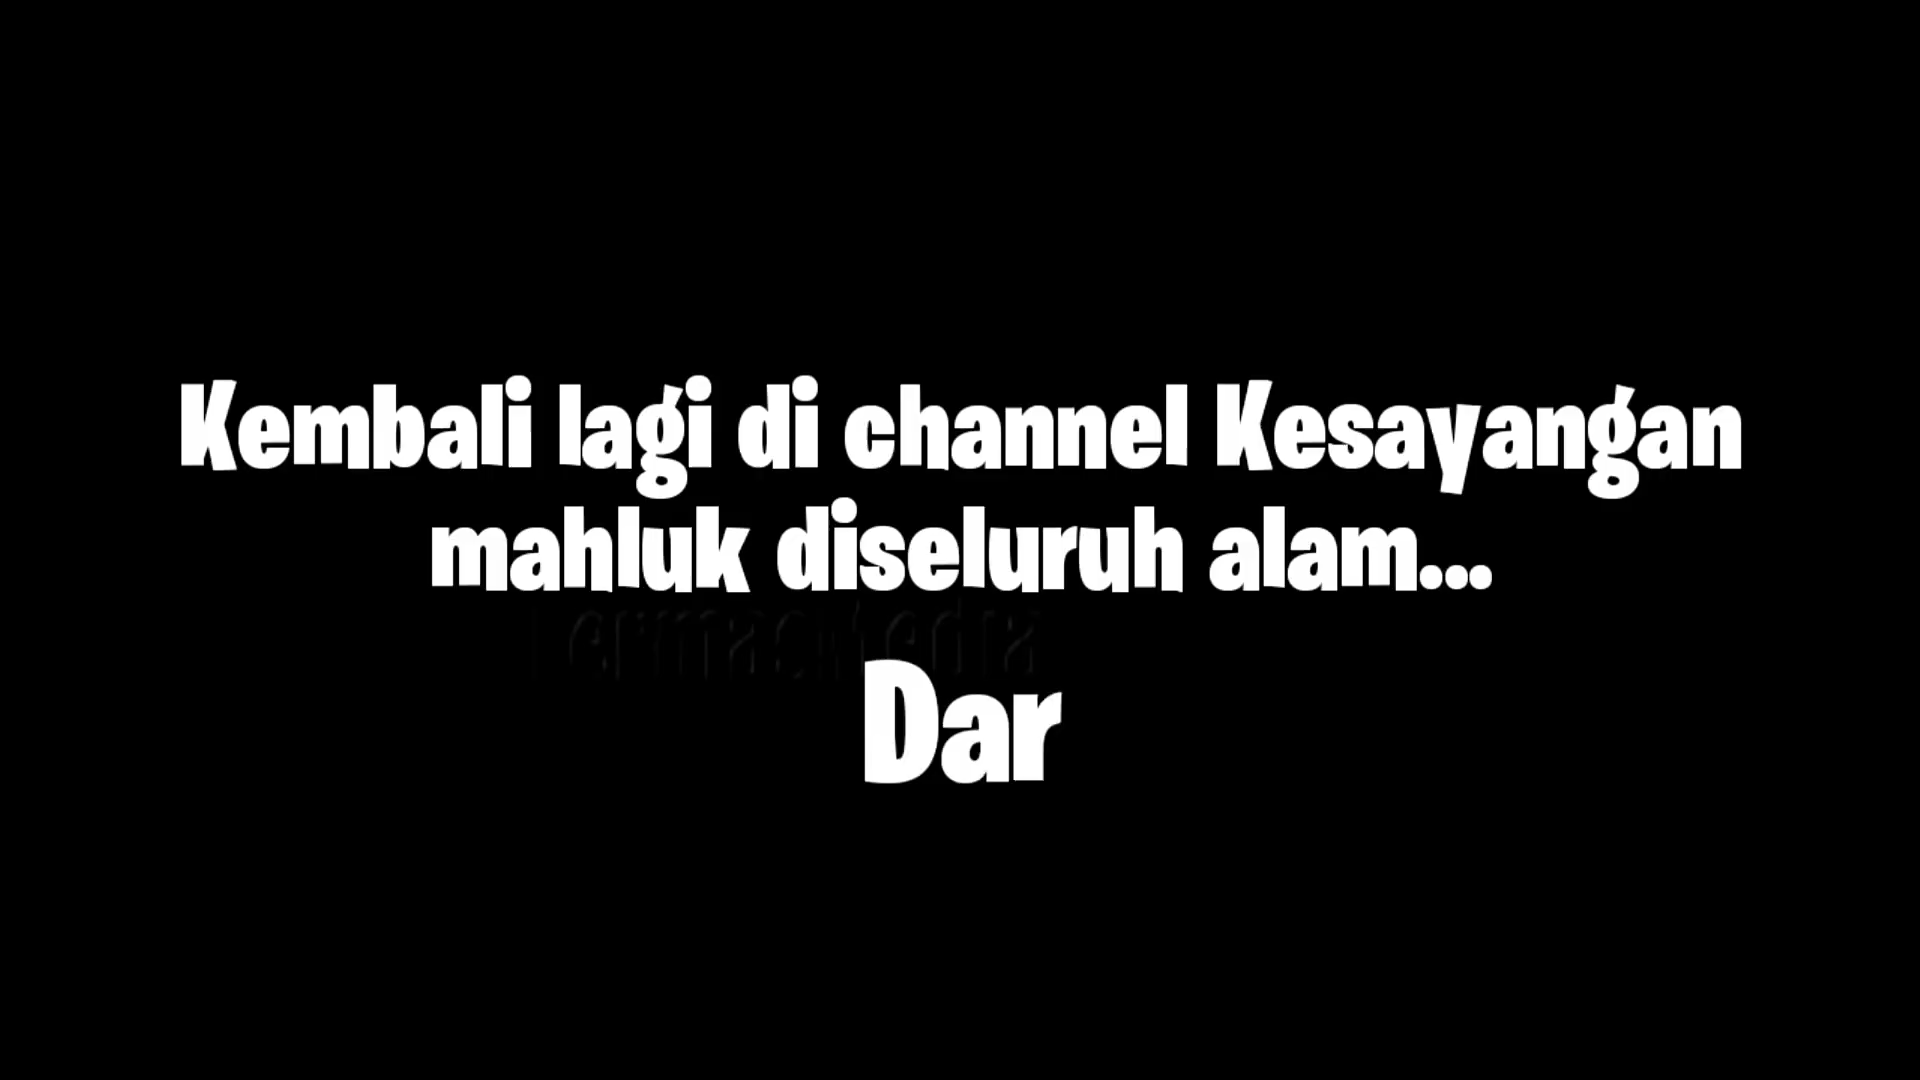 Kembali lagi di channel Kesayangan
mahluk diseluruh alam...
Dar